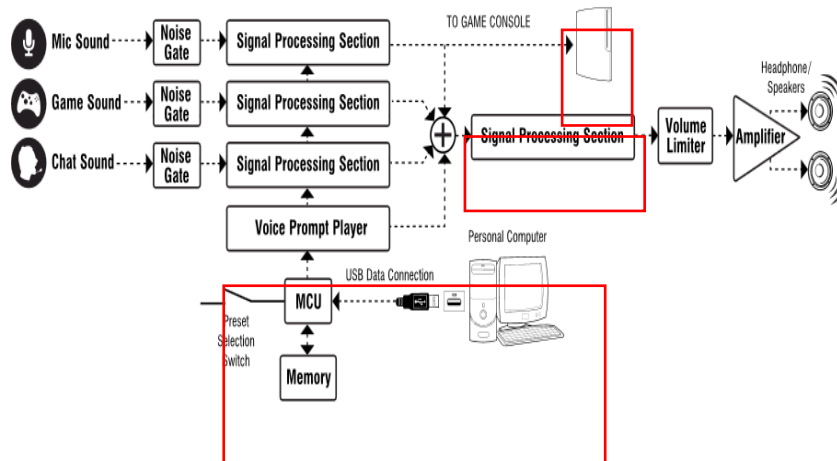 TO GAME CONSOLE
Mic Sound
Noise
Gate
Signal Processing Section
Headphone/
Speakers
Game Sound
Noise
Gate
Signal Processing Section
Signal Processing Section
Volume
Limiter
Amplifier
Chat Sound
Noise
Gate
Signal Processing Section
Voice Prompt Player
Personal Computer
USB Data Connection
MCU
Preset
Selection
Switch
Memory